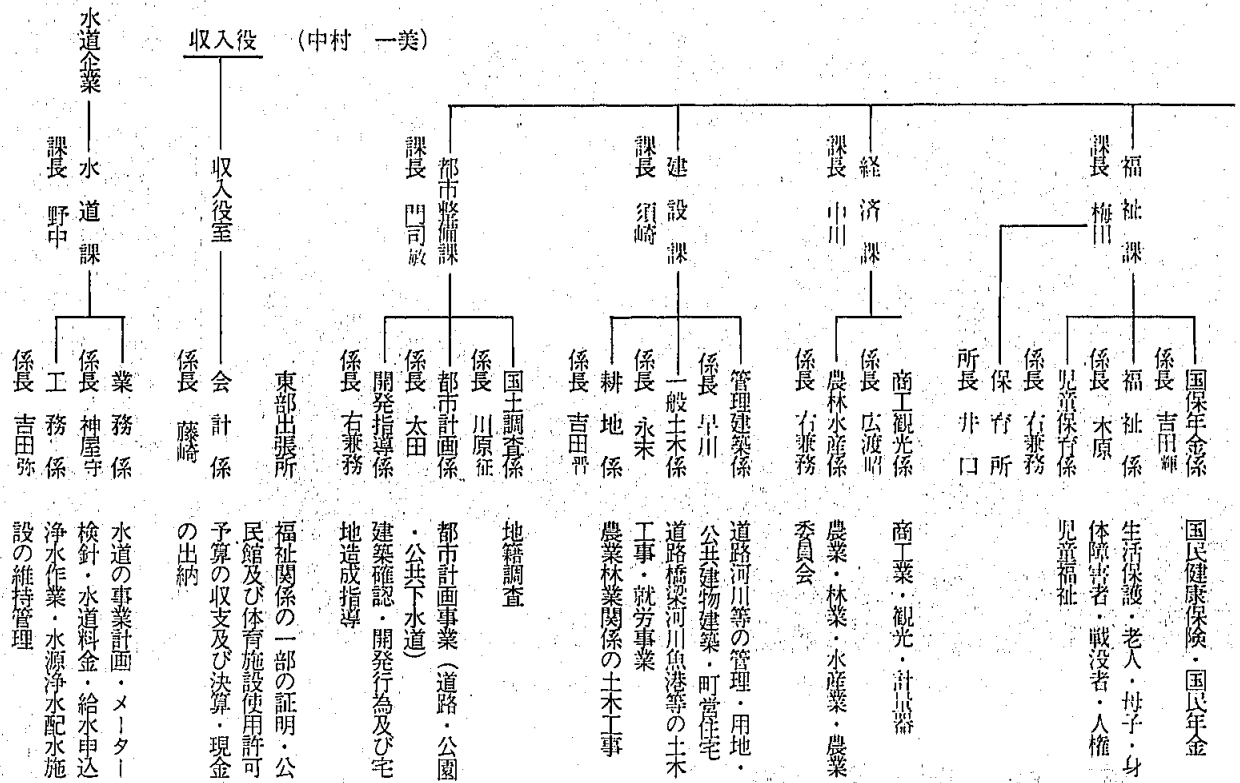 福祉課
課長 梅田
国保年金係
係長 吉田輝
国民健康保険・国民年金
福祉係
係長 木原
生活保護・老人・母子・身
体障害者・戦没者・人権
児童保育係
係長 右兼務
児童福祉
保育所
所長 井口
経済課
課長 中川
商工観光係
係長 広渡昭
商工業・観光・計量器
農林水産係
係長 右兼務
農業・林業・水産業・農業
委員会
建設課
課長 須崎
管理建築係
係長 早川
道路河川等の管理・用地・
公共建物建築・町営住宅
一般土木係
係長 永末
道路橋梁河川魚港等の土木
工事・就労事業
耕地係
係長 吉田晋
農業林業関係の土木工事
都市整備課
課長 門司敏
国土調査係
係長 川原征
地籍調査
都市計画係
係長 太田
都市計画事業（道路・公園
・公共下水道）
開発指導係
係長 右兼務
建築確認・開発行為及び宅
地造成指導
東部出張所
福祉関係の一部の証明・公
民館及び体育施設使用許可
収入役 （中村 一美）
収入役室
会計係
係長 藤崎
予算の収支及び決算・現金
の出納
水道企業
水道課
課長 野中
業務係
係長 神屋守
水道の事業計画・メーター
検針・水道料金・給水申込
工務係
係長 吉田弥
浄水作業・水源浄水配水施
設の維持管理